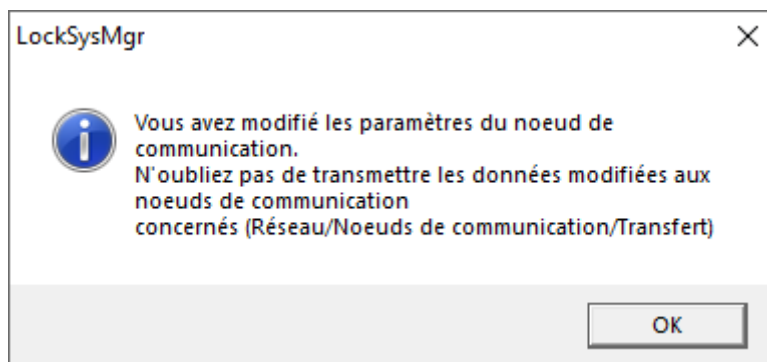 LockSysMgr
Vous avez modifié les paramètres du noeud de
communication.
N'oubliez pas de transmettre les données modifiées aux
noeuds de communication
concernés (Réseau/Noeuds de communication/Transfert)
OK